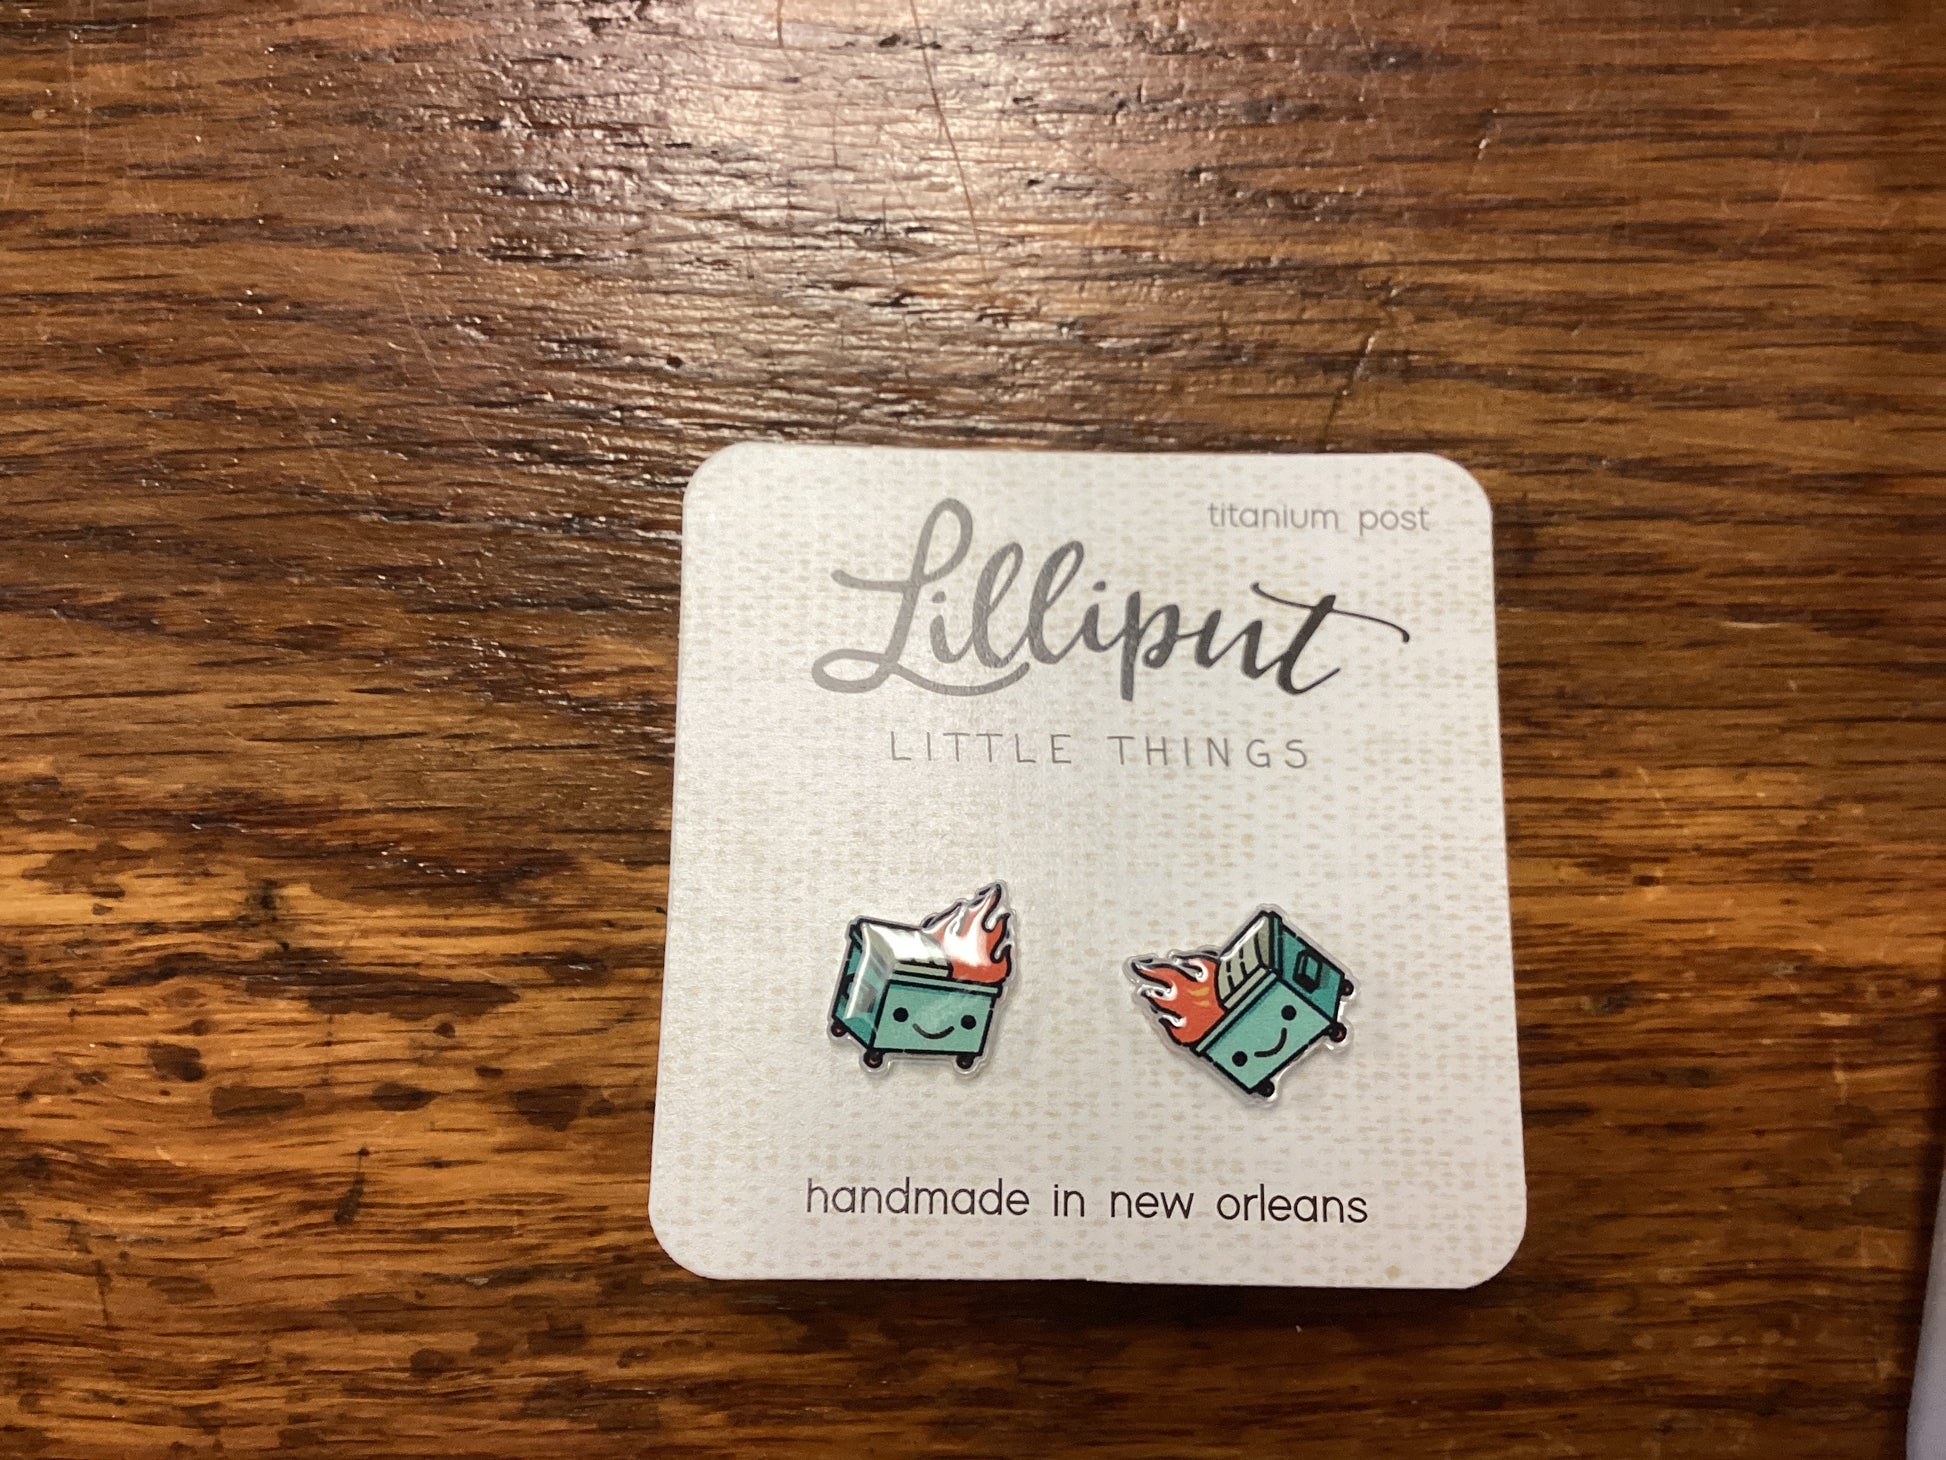 titanium post
Lilliput
LITTLE THINGS
handmade in new orleans